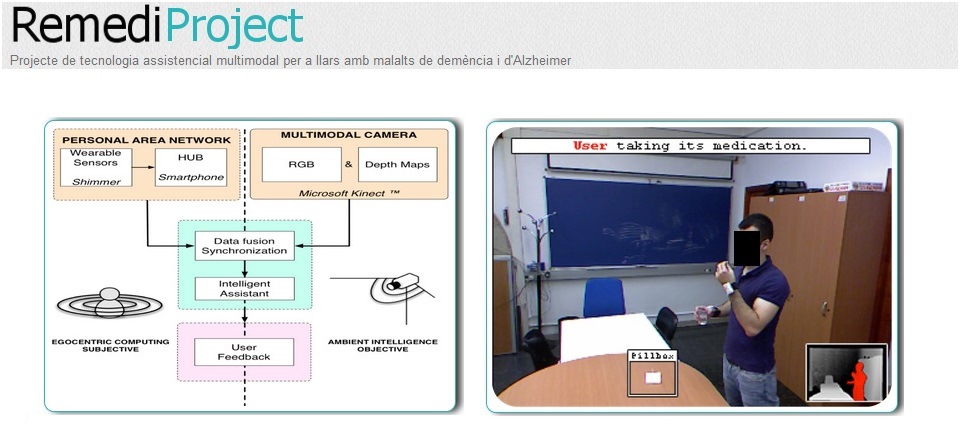 RemediProject
Projecte de tecnologia assistencial multimodal per a llars amb malalts de demència i d'Alzheimer
PERSONAL AREA NETWORK
Wearable
Sensors
Shimmer
HUB
Smartphone
MULTIMODAL CAMERA
RGB
&
Depth Maps
Microsoft Kinect ™
Data fusion
Synchronization
Intelligent
Assistant
User
Feedback
EGOCENTRIC COMPUTING
SUBJECTIVE
AMBIENT INTELLIGENCE
OBJECTIVE
User taking its medication.
Pillbox